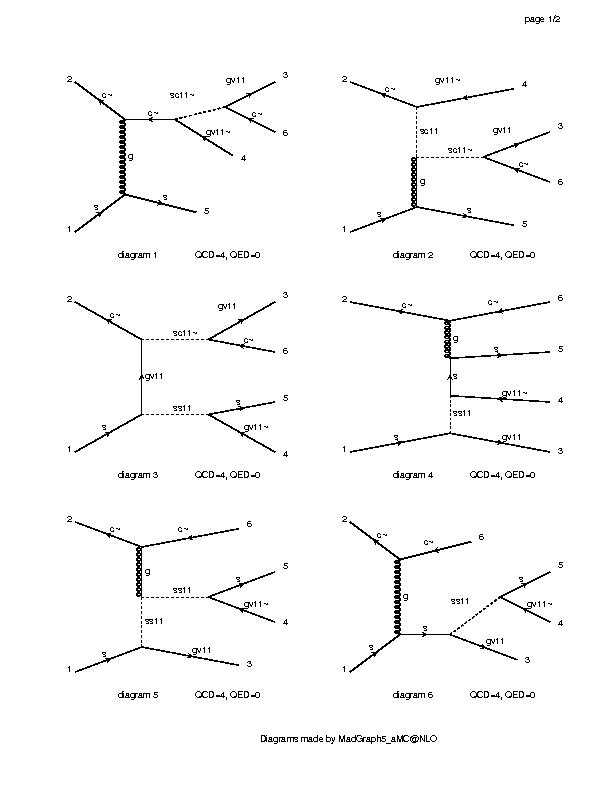 page 1/2
2
c~
sc11~
gv11
3
c~
c~
6
gv11~
4
g
s
s
5
1
diagram 1 QCD=4, QED=0
2
c~
gv11~
4
sc11
gv11
3
sc11~
c~
6
g
s
s
5
1
diagram 2 QCD=4, QED=0
2
c~
gv11
3
sc11~
c~
6
gv11
s
5
s
ss11
gv11~
4
1
diagram 3 QCD=4, QED=0
2
c~
c~
6
g
s
5
s
gv11~
4
ss11
s
gv11
1
3
diagram 4 QCD=4, QED=0
2
c~
c~
6
g
s
5
ss11
gv11~
4
ss11
s
gv11
3
1
diagram 5 QCD=4, QED=0
2
c~
c~
6
g
s
5
ss11
gv11~
4
s
s
gv11
3
1
diagram 6 QCD=4, QED=0
Diagrams made by MadGraph5_aMC@NLO